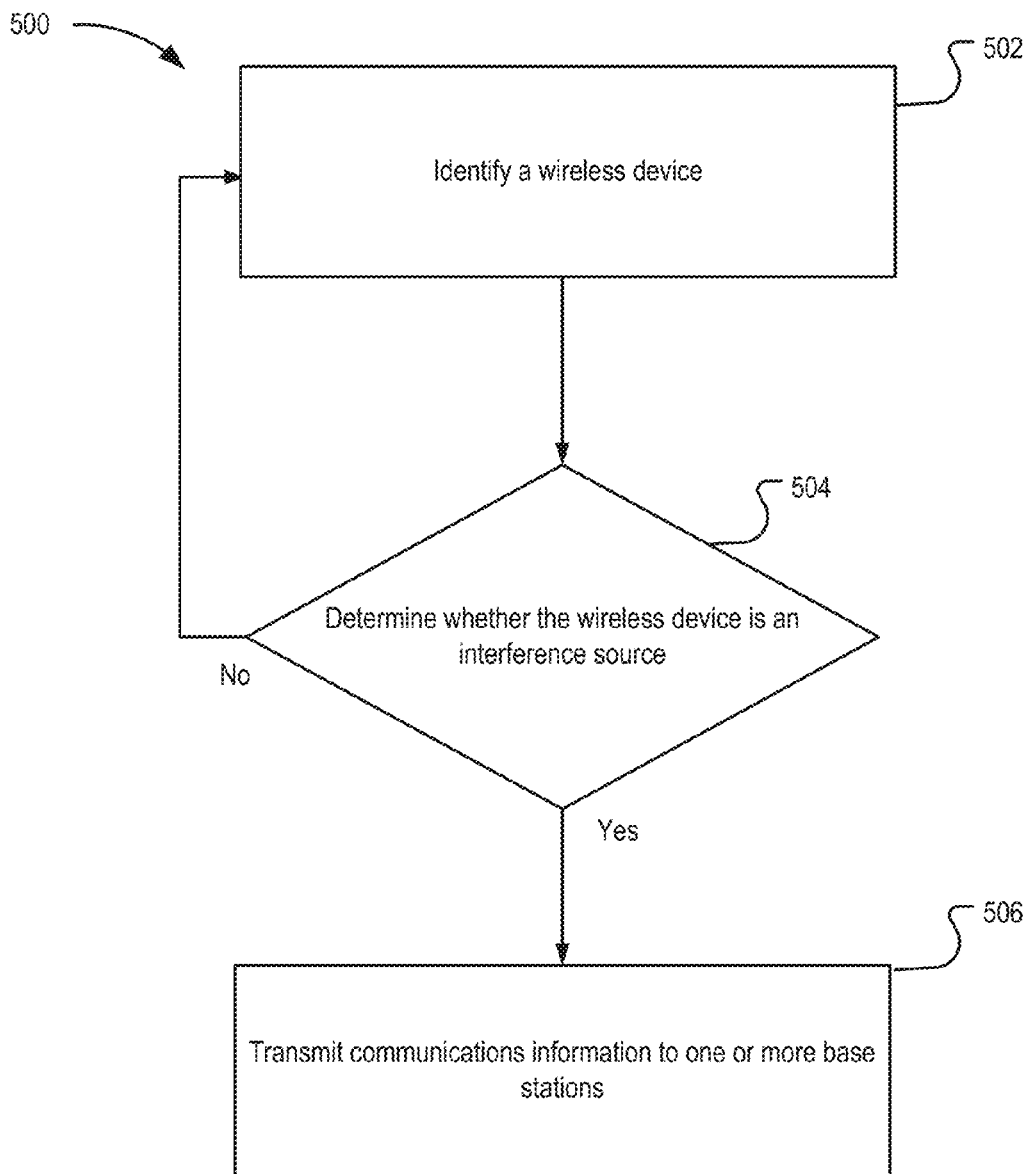 500
502
Identify a wireless device
504
Determine whether the wireless device is an
interference source
No
Yes
506
Transmit communications information to one or more base
stations